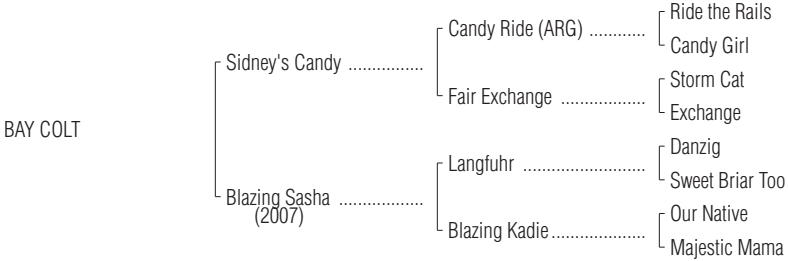 Ride the Rails
Candy Ride (ARG) ............
Candy Girl
Sidney's Candy ................
Storm Cat
Fair Exchange ..................
Exchange
BAY COLT
Danzig
Langfuhr ..........................
Sweet Briar Too
Blazing Sasha ..................
(2007)
Our Native
Blazing Kadie....................
Majestic Mama